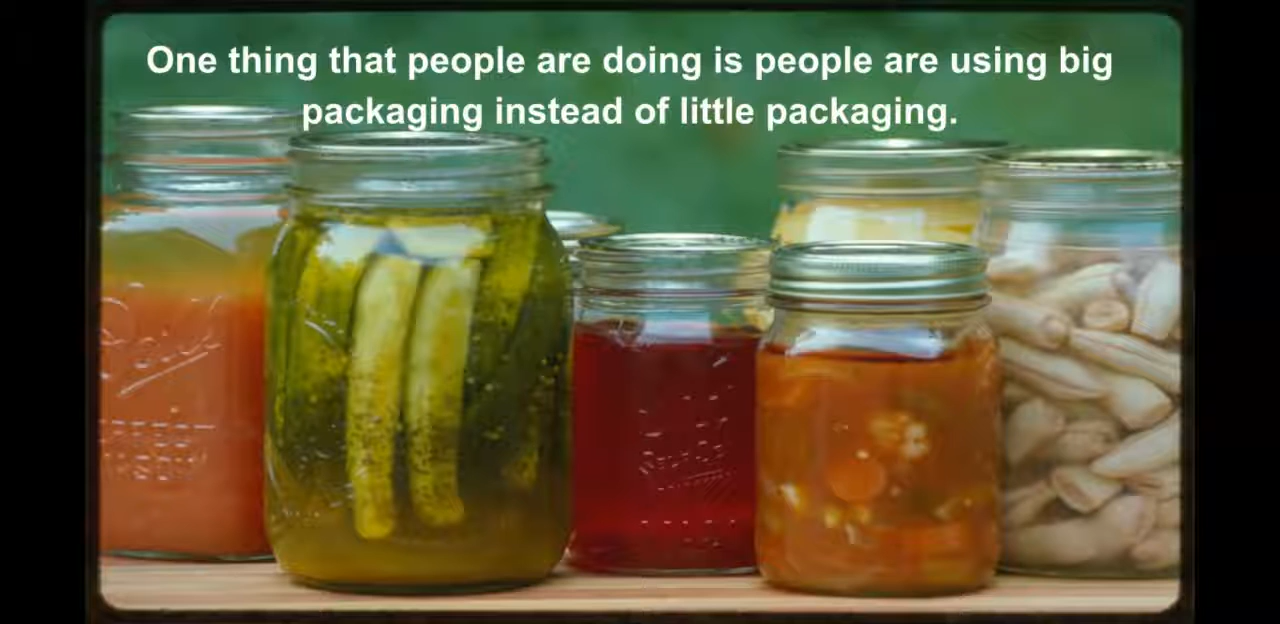 One thing that people are doing is people are using big
packaging instead of little packaging.